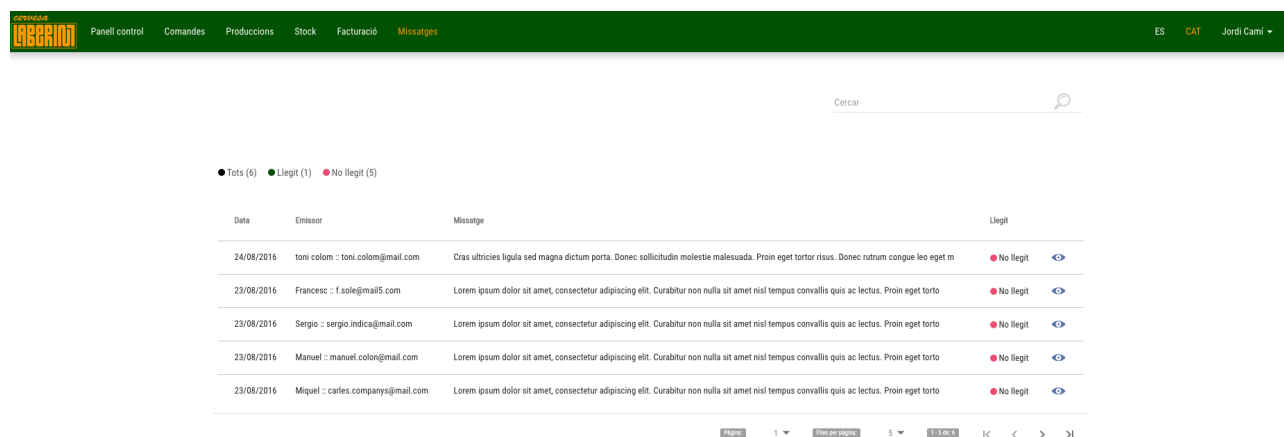 cervesa
LABERINT
Panell control Comandes Produccions Stock Facturació Missatges ES CAT Jordi Camí
Cercar
Tots (6) Llegit (1) No llegit (5)
Data Emissor Missatge Llegit
24/08/2016 toni colom :: toni.colom@mail.com Cras ultricies ligula sed magna dictum porta. Donec sollicitudin molestie malesuada. Proin eget tortor risus. Donec rutrum congue leo eget m No llegit
23/08/2016 Francesc :: f.sole@mail5.com Lorem ipsum dolor sit amet, consectetur adipiscing elit. Curabitur non nulla sit amet nisl tempus convallis quis ac lectus. Proin eget torto No llegit
23/08/2016 Sergio :: sergio.indica@mail.com Lorem ipsum dolor sit amet, consectetur adipiscing elit. Curabitur non nulla sit amet nisl tempus convallis quis ac lectus. Proin eget torto No llegit
23/08/2016 Manuel :: manuel.colon@mail.com Lorem ipsum dolor sit amet, consectetur adipiscing elit. Curabitur non nulla sit amet nisl tempus convallis quis ac lectus. Proin eget torto No llegit
23/08/2016 Miquel :: carles.companys@mail.com Lorem ipsum dolor sit amet, consectetur adipiscing elit. Curabitur non nulla sit amet nisl tempus convallis quis ac lectus. Proin eget torto No llegit
Pàgina: 1 Files per pàgina: 5 1 - 5 de: 6